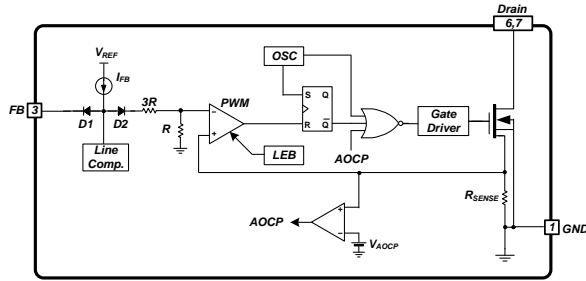 Drain
6,7
VREF
IFB
OSC
FB 3
D1
D2
3R
R
PWM
S Q
R Q
Gate
Driver
Line
Comp.
LEB
AOCP
RSENSE
AOCP
VAOCP
1 GND